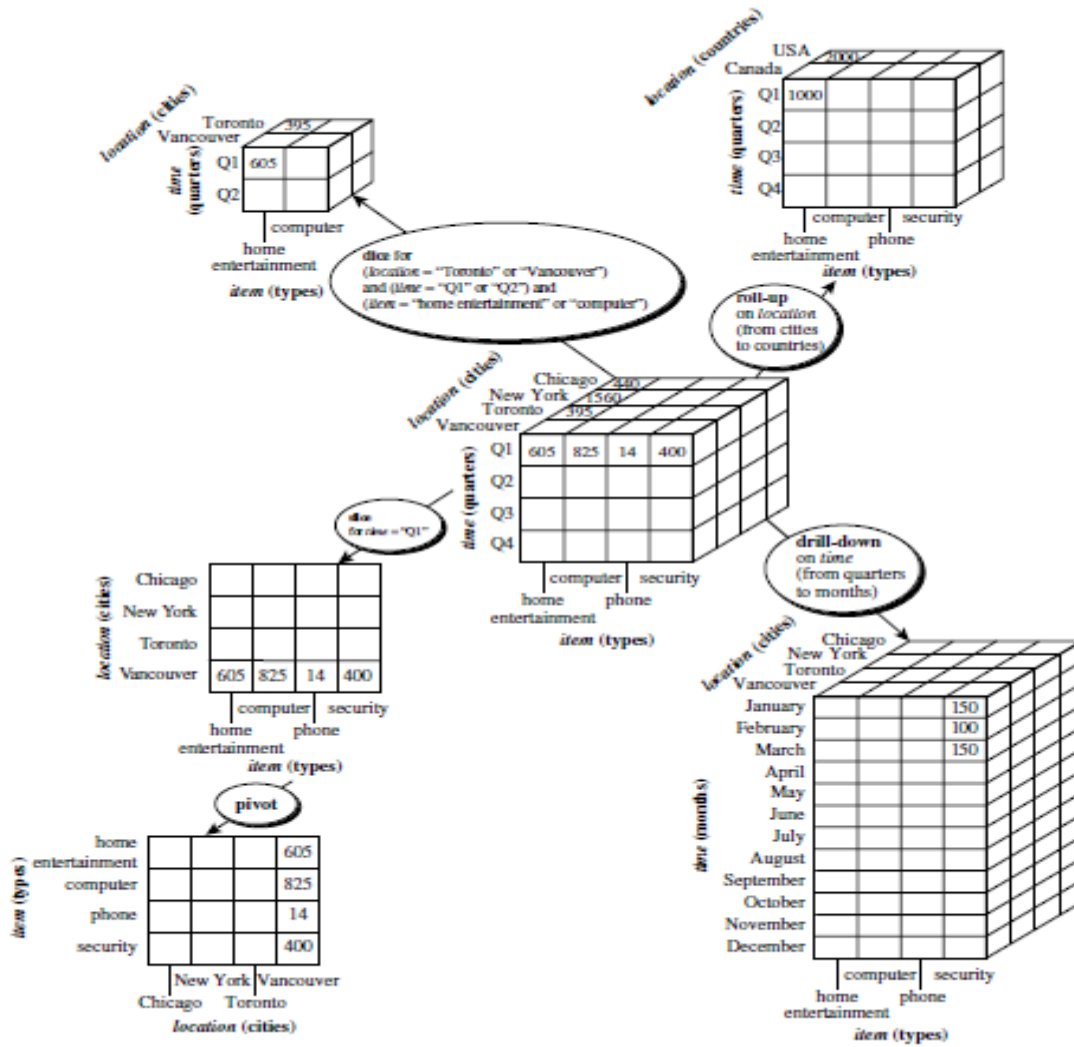 location (countries)
USA 2000
Canada
Q1 1000
Q2
Q3
Q4
time (quarters)
computer security
home phone
entertainment
item (types)
location (cities)
Toronto 395
Vancouver
Q1 605
Q2
time
(quarters)
computer
home
entertainment
item (types)
dice for
(location = “Toronto” or “Vancouver”)
and (time = “Q1” or “Q2”) and
(item = “home entertainment” or “computer”)
roll-up
on location
(from cities
to countries)
location (cities)
Chicago 440
New York 1560
Toronto 395
Vancouver
Q1 605 825 14 400
Q2
Q3
Q4
time (quarters)
computer security
home phone
entertainment
item (types)
for time = “Q1”
drill-down
on time
(from quarters
to months)
Chicago
New York
Toronto
Vancouver 605 825 14 400
location (cities)
computer security
home phone
entertainment
item (types)
pivot
home
entertainment 605
computer 825
phone 14
security 400
item (types)
New York Vancouver
Chicago Toronto
location (cities)
location (cities)
Chicago
New York
Toronto
Vancouver
January 150
February 100
March 150
April
May
June
July
August
September
October
November
December
time (months)
computer security
home phone
entertainment
item (types)